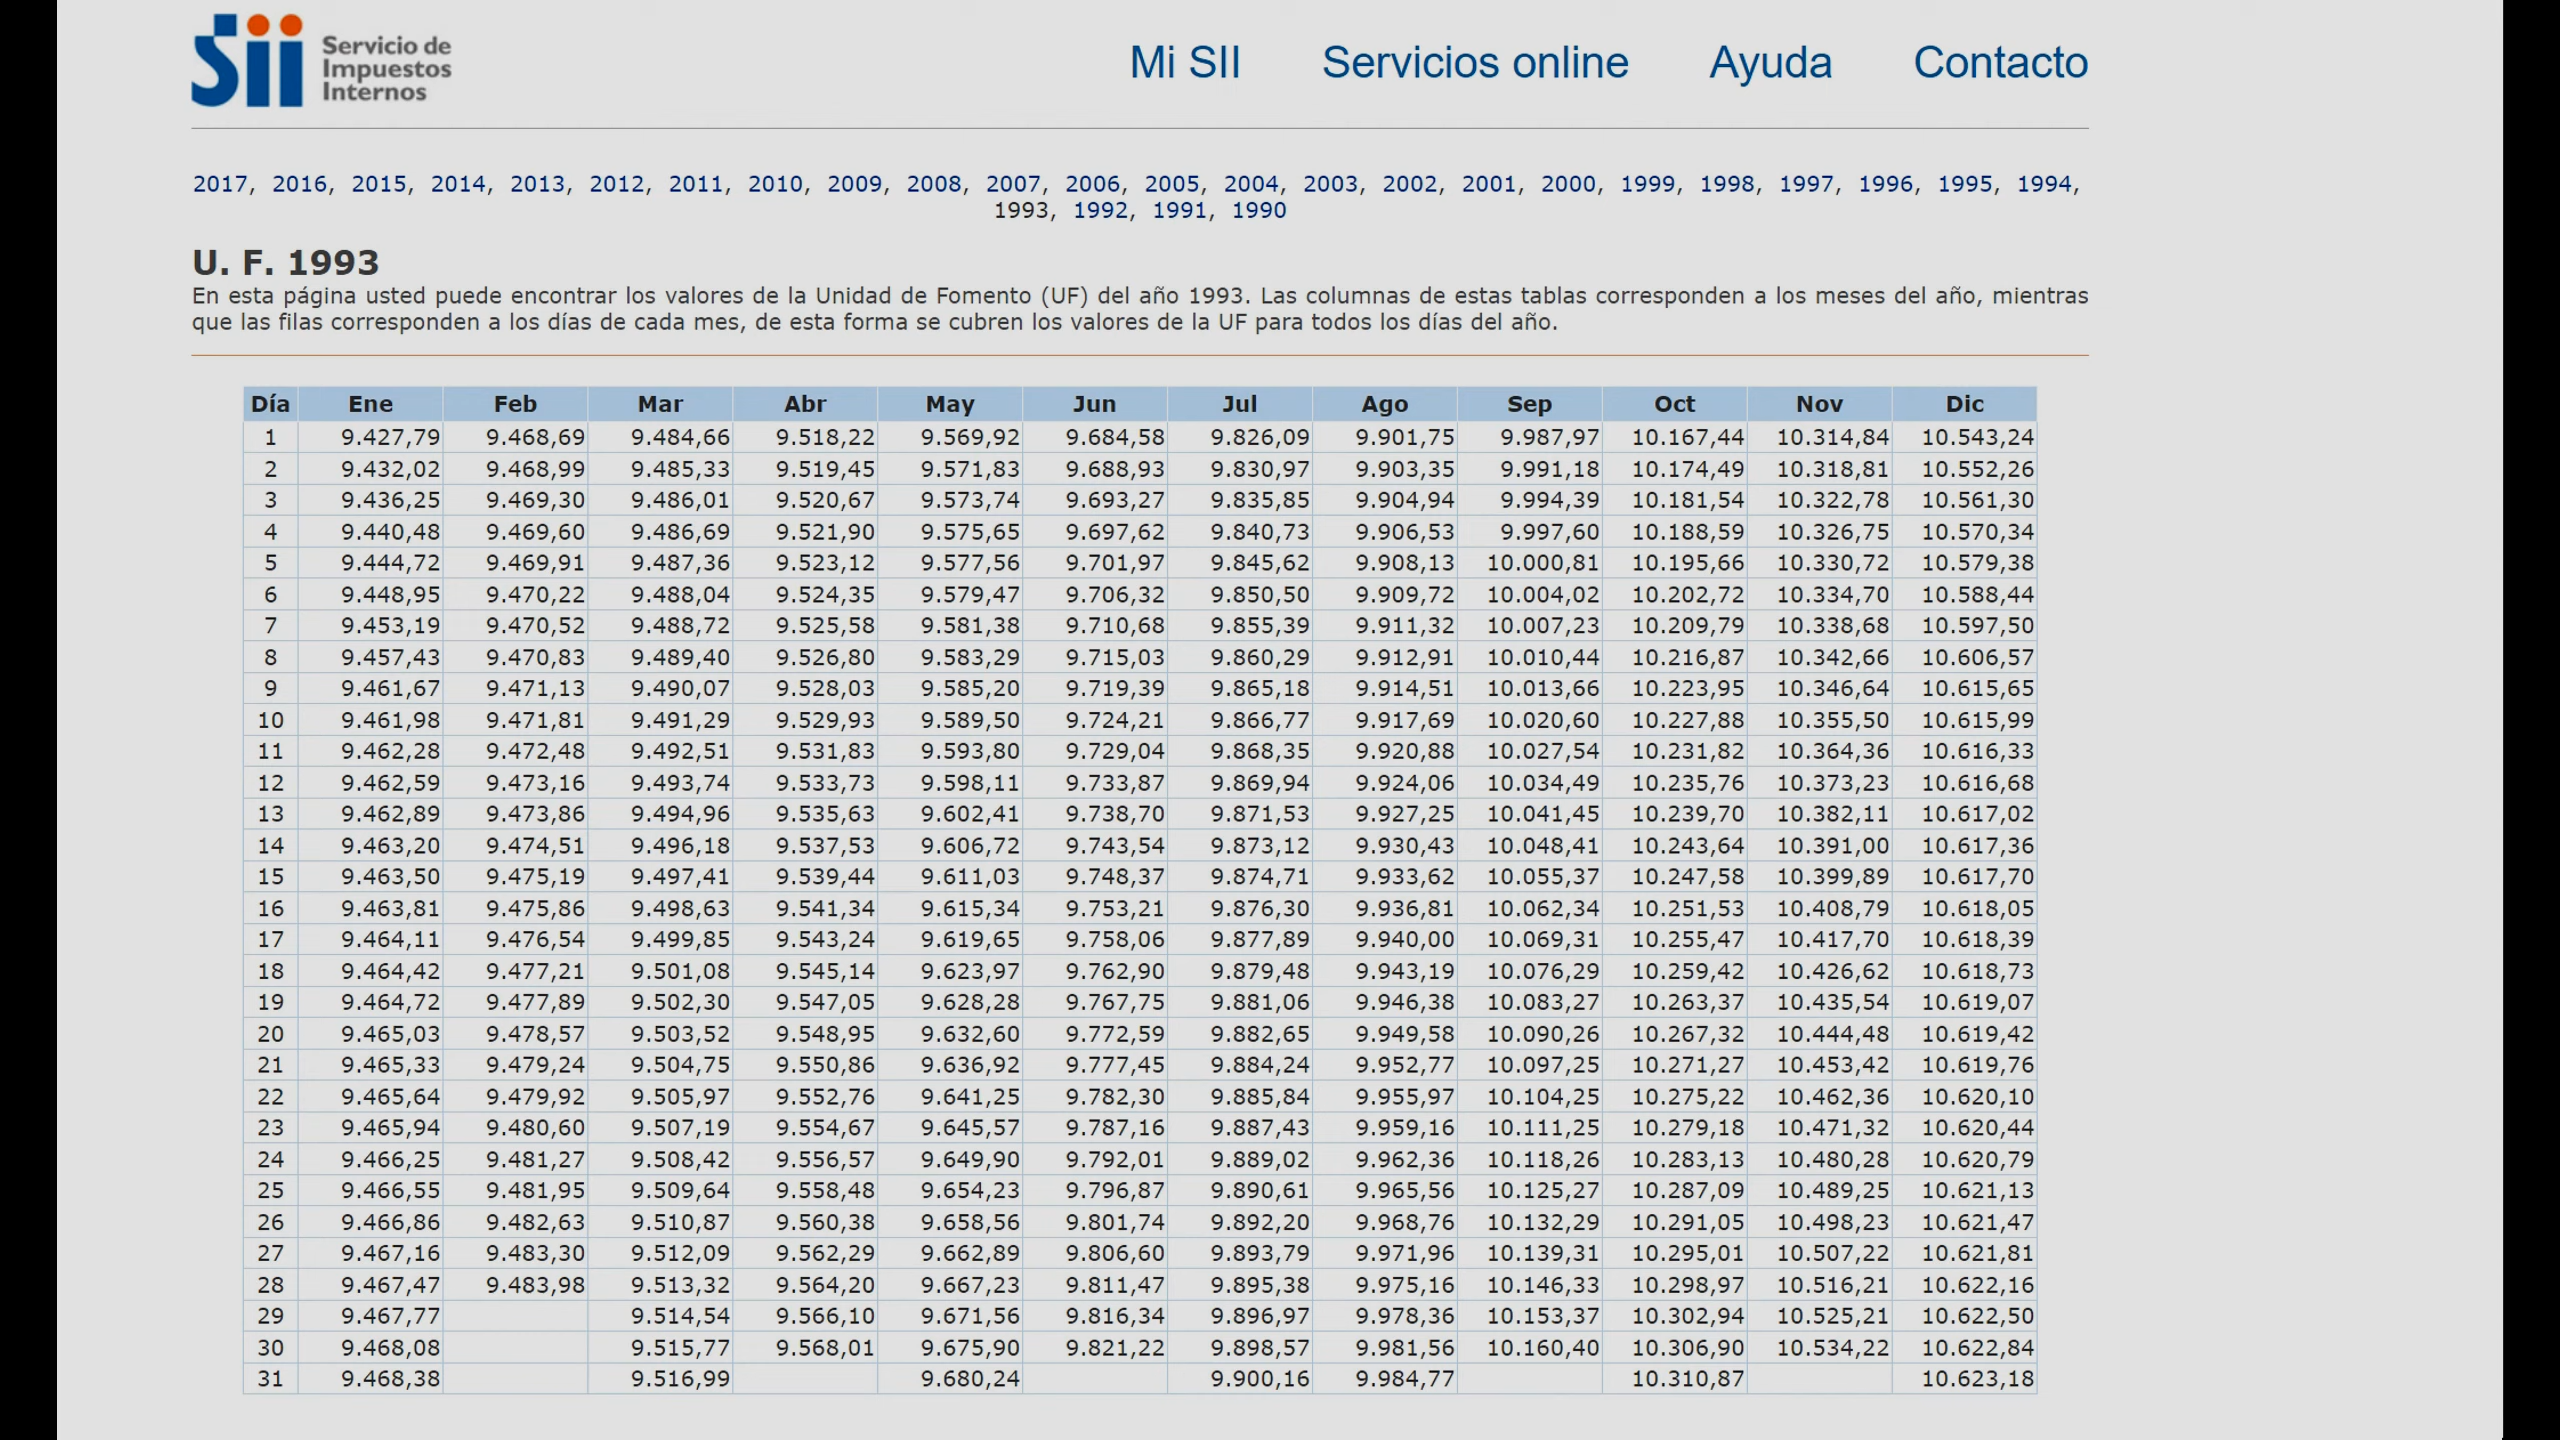 Sii Servicio de
Impuestos
Internos
Mi SII Servicios online Ayuda Contacto
2017, 2016, 2015, 2014, 2013, 2012, 2011, 2010, 2009, 2008, 2007, 2006, 2005, 2004, 2003, 2002, 2001, 2000, 1999, 1998, 1997, 1996, 1995, 1994,
1993, 1992, 1991, 1990
U. F. 1993
En esta página usted puede encontrar los valores de la Unidad de Fomento (UF) del año 1993. Las columnas de estas tablas corresponden a los meses del año, mientras
que las filas corresponden a los días de cada mes, de esta forma se cubren los valores de la UF para todos los días del año.
Día Ene Feb Mar Abr May Jun Jul Ago Sep Oct Nov Dic
1 9.427,79 9.468,69 9.484,66 9.518,22 9.569,92 9.684,58 9.826,09 9.901,75 9.987,97 10.167,44 10.314,84 10.543,24
2 9.432,02 9.468,99 9.485,33 9.519,45 9.571,83 9.688,93 9.830,97 9.903,35 9.991,18 10.174,49 10.318,81 10.552,26
3 9.436,25 9.469,30 9.486,01 9.520,67 9.573,74 9.693,27 9.835,85 9.904,94 9.994,39 10.181,54 10.322,78 10.561,30
4 9.440,48 9.469,60 9.486,69 9.521,90 9.575,65 9.697,62 9.840,73 9.906,53 9.997,60 10.188,59 10.326,75 10.570,34
5 9.444,72 9.469,91 9.487,36 9.523,12 9.577,56 9.701,97 9.845,62 9.908,13 10.000,81 10.195,66 10.330,72 10.579,38
6 9.448,95 9.470,22 9.488,04 9.524,35 9.579,47 9.706,32 9.850,50 9.909,72 10.004,02 10.202,72 10.334,70 10.588,44
7 9.453,19 9.470,52 9.488,72 9.525,58 9.581,38 9.710,68 9.855,39 9.911,32 10.007,23 10.209,79 10.338,68 10.597,50
8 9.457,43 9.470,83 9.489,40 9.526,80 9.583,29 9.715,03 9.860,29 9.912,91 10.010,44 10.216,87 10.342,66 10.606,57
9 9.461,67 9.471,13 9.490,07 9.528,03 9.585,20 9.719,39 9.865,18 9.914,51 10.013,66 10.223,95 10.346,64 10.615,65
10 9.461,98 9.471,81 9.491,29 9.529,93 9.589,50 9.724,21 9.866,77 9.917,69 10.020,60 10.227,88 10.355,50 10.615,99
11 9.462,28 9.472,48 9.492,51 9.531,83 9.593,80 9.729,04 9.868,35 9.920,88 10.027,54 10.231,82 10.364,36 10.616,33
12 9.462,59 9.473,16 9.493,74 9.533,73 9.598,11 9.733,87 9.869,94 9.924,06 10.034,49 10.235,76 10.373,23 10.616,68
13 9.462,89 9.473,86 9.494,96 9.535,63 9.602,41 9.738,70 9.871,53 9.927,25 10.041,45 10.239,70 10.382,11 10.617,02
14 9.463,20 9.474,51 9.496,18 9.537,53 9.606,72 9.743,54 9.873,12 9.930,43 10.048,41 10.243,64 10.391,00 10.617,36
15 9.463,50 9.475,19 9.497,41 9.539,44 9.611,03 9.748,37 9.874,71 9.933,62 10.055,37 10.247,58 10.399,89 10.617,70
16 9.463,81 9.475,86 9.498,63 9.541,34 9.615,34 9.753,21 9.876,30 9.936,81 10.062,34 10.251,53 10.408,79 10.618,05
17 9.464,11 9.476,54 9.499,85 9.543,24 9.619,65 9.758,06 9.877,89 9.940,00 10.069,31 10.255,47 10.417,70 10.618,39
18 9.464,42 9.477,21 9.501,08 9.545,14 9.623,97 9.762,90 9.879,48 9.943,19 10.076,29 10.259,42 10.426,62 10.618,73
19 9.464,72 9.477,89 9.502,30 9.547,05 9.628,28 9.767,75 9.881,06 9.946,38 10.083,27 10.263,37 10.435,54 10.619,07
20 9.465,03 9.478,57 9.503,52 9.548,95 9.632,60 9.772,59 9.882,65 9.949,58 10.090,26 10.267,32 10.444,48 10.619,42
21 9.465,33 9.479,24 9.504,75 9.550,86 9.636,92 9.777,45 9.884,24 9.952,77 10.097,25 10.271,27 10.453,42 10.619,76
22 9.465,64 9.479,92 9.505,97 9.552,76 9.641,25 9.782,30 9.885,84 9.955,97 10.104,25 10.275,22 10.462,36 10.620,10
23 9.465,94 9.480,60 9.507,19 9.554,67 9.645,57 9.787,16 9.887,43 9.959,16 10.111,25 10.279,18 10.471,32 10.620,44
24 9.466,25 9.481,27 9.508,42 9.556,57 9.649,90 9.792,01 9.889,02 9.962,36 10.118,26 10.283,13 10.480,28 10.620,79
25 9.466,55 9.481,95 9.509,64 9.558,48 9.654,23 9.796,87 9.890,61 9.965,56 10.125,27 10.287,09 10.489,25 10.621,13
26 9.466,86 9.482,63 9.510,87 9.560,38 9.658,56 9.801,74 9.892,20 9.968,76 10.132,29 10.291,05 10.498,23 10.621,47
27 9.467,16 9.483,30 9.512,09 9.562,29 9.662,89 9.806,60 9.893,79 9.971,96 10.139,31 10.295,01 10.507,22 10.621,81
28 9.467,47 9.483,98 9.513,32 9.564,20 9.667,23 9.811,47 9.895,38 9.975,16 10.146,33 10.298,97 10.516,21 10.622,16
29 9.467,77 9.514,54 9.566,10 9.671,56 9.816,34 9.896,97 9.978,36 10.153,37 10.302,94 10.525,21 10.622,50
30 9.468,08 9.515,77 9.568,01 9.675,90 9.821,22 9.898,57 9.981,56 10.160,40 10.306,90 10.534,22 10.622,84
31 9.468,38 9.516,99 9.680,24 9.900,16 9.984,77 10.310,87 10.623,18